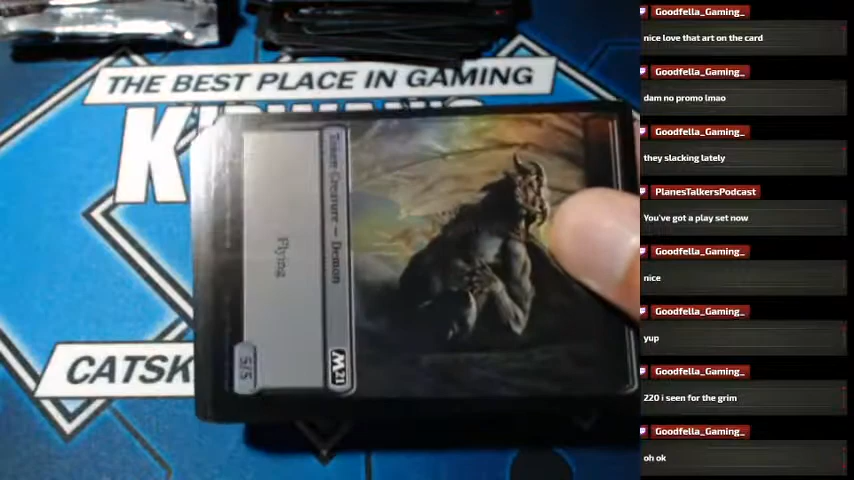 THE BEST PLACE IN GAMING
CATSK
Token Creature — Demon
M21
Flying
5/5
Goodfella_Gaming_
nice love that art on the card
Goodfella_Gaming_
dam no promo lmao
Goodfella_Gaming_
they slacking lately
PlanesTalkersPodcast
You've got a play set now
Goodfella_Gaming_
nice
Goodfella_Gaming_
yup
Goodfella_Gaming_
220 i seen for the grim
Goodfella_Gaming_
oh ok